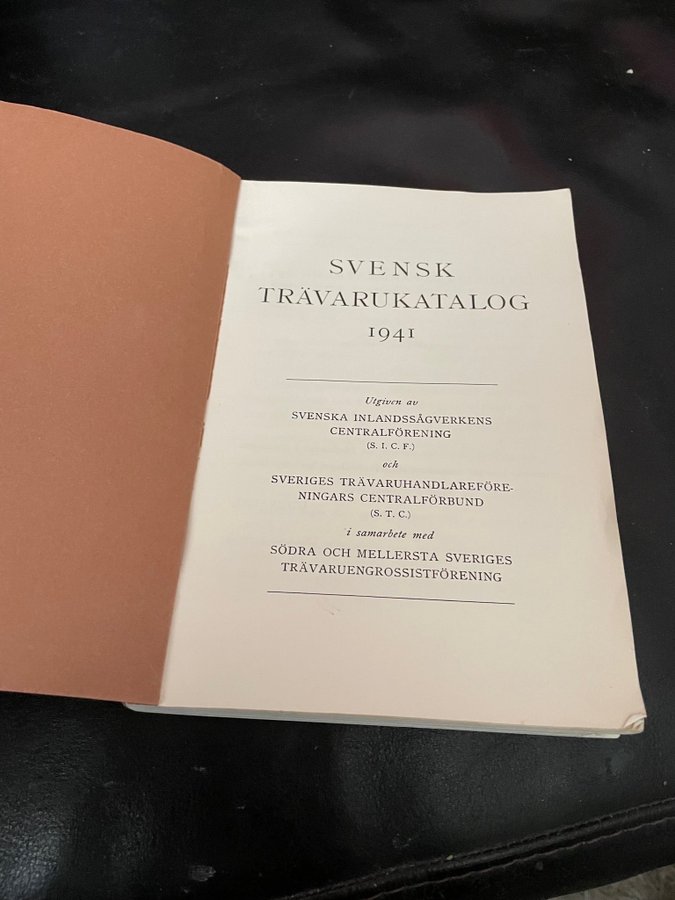 SVENSK
TRÄVARUKATALOG
1941
Utgiven av
SVENSKA INLANDSSÅGVERKENS
CENTRALFÖRENING
(S. I. C. F.)
och
SVERIGES TRÄVARUHANDLAREFÖRE-
NINGARS CENTRALFÖRBUND
(S. T. C.)
i samarbete med
SÖDRA OCH MELLERSTA SVERIGES
TRÄVARUENGROSSISTFÖRENING